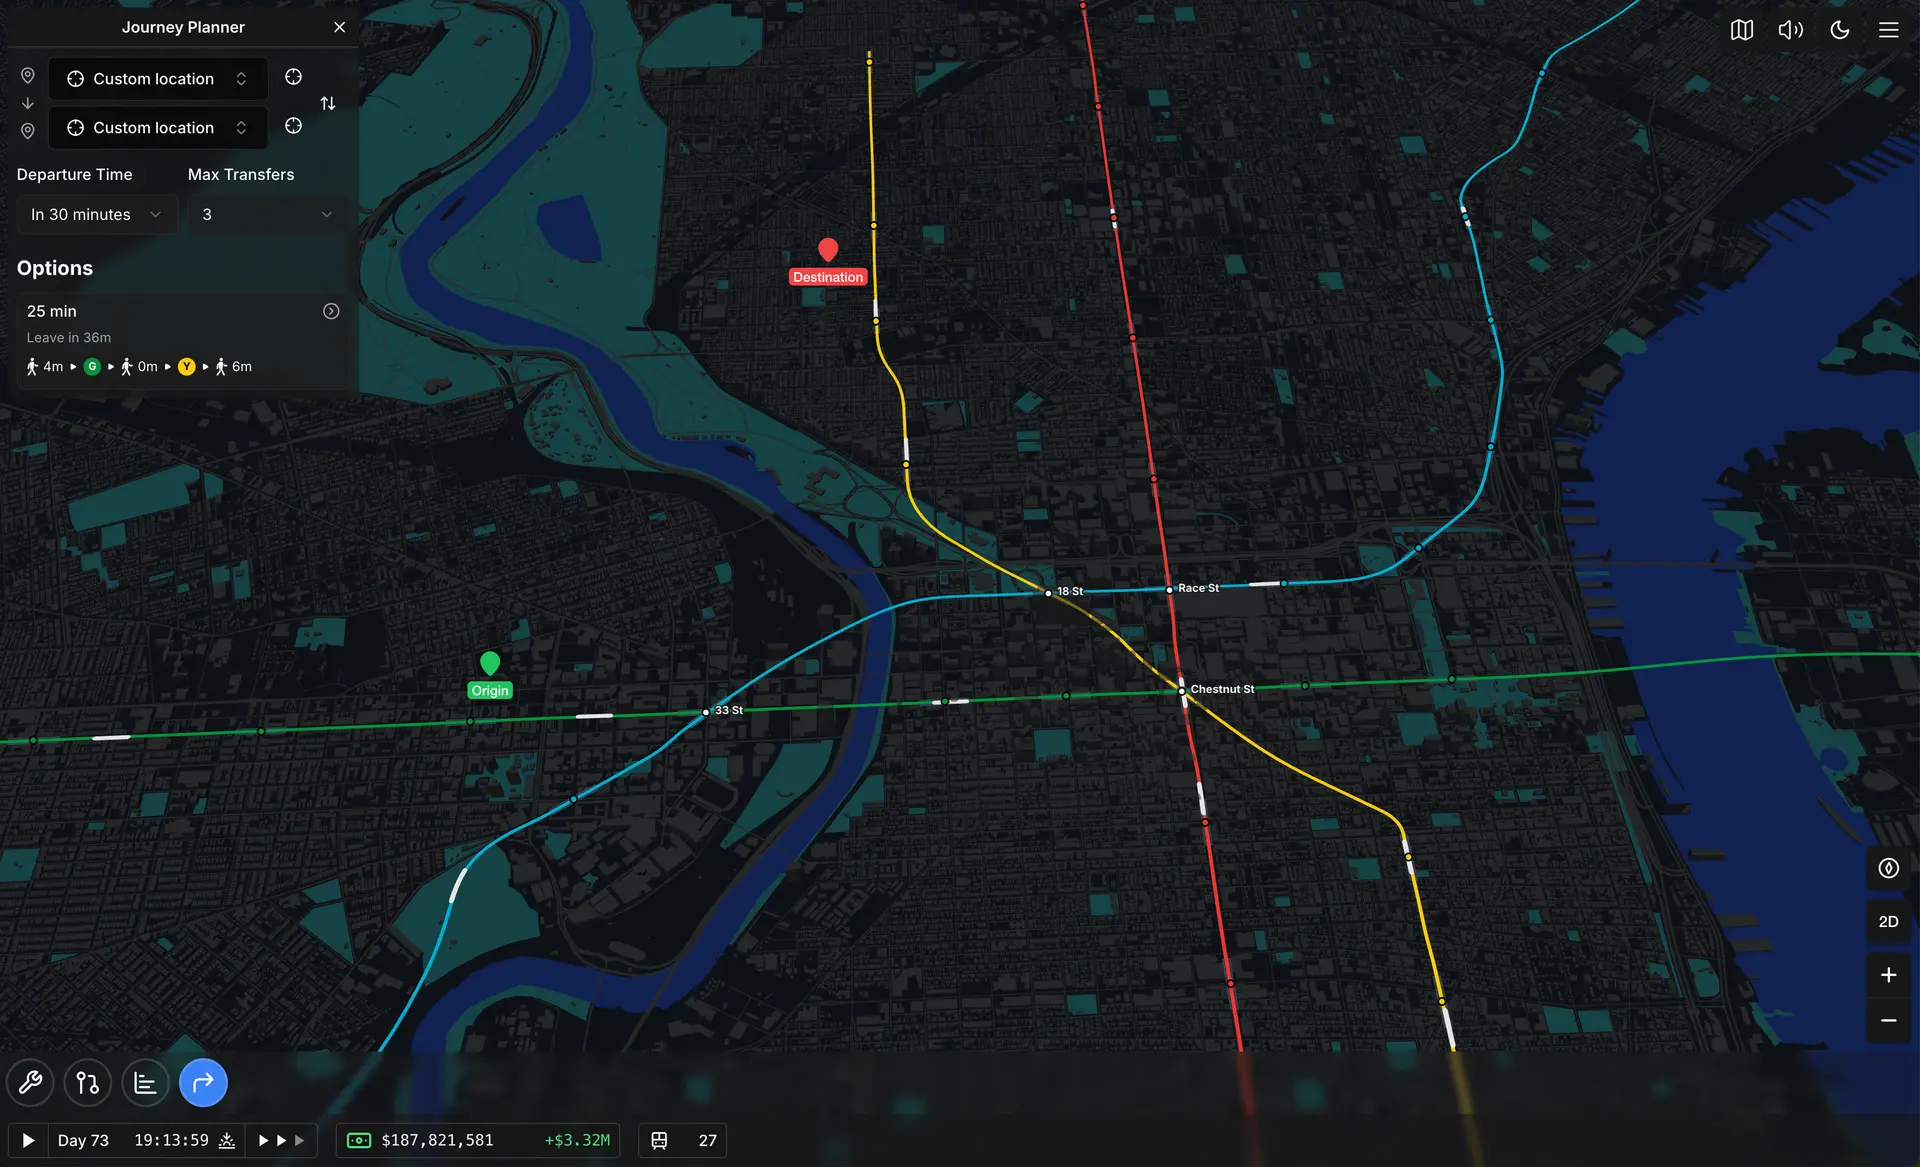 Journey Planner
Custom location
Custom location
Departure Time
Max Transfers
In 30 minutes
3
Options
25 min
Leave in 36m
4m
G
0m
Y
6m
Destination
Origin
18 St
Race St
Chestnut St
33 St
2D
Day 73
19:13:59
$187,821,581
+$3.32M
27